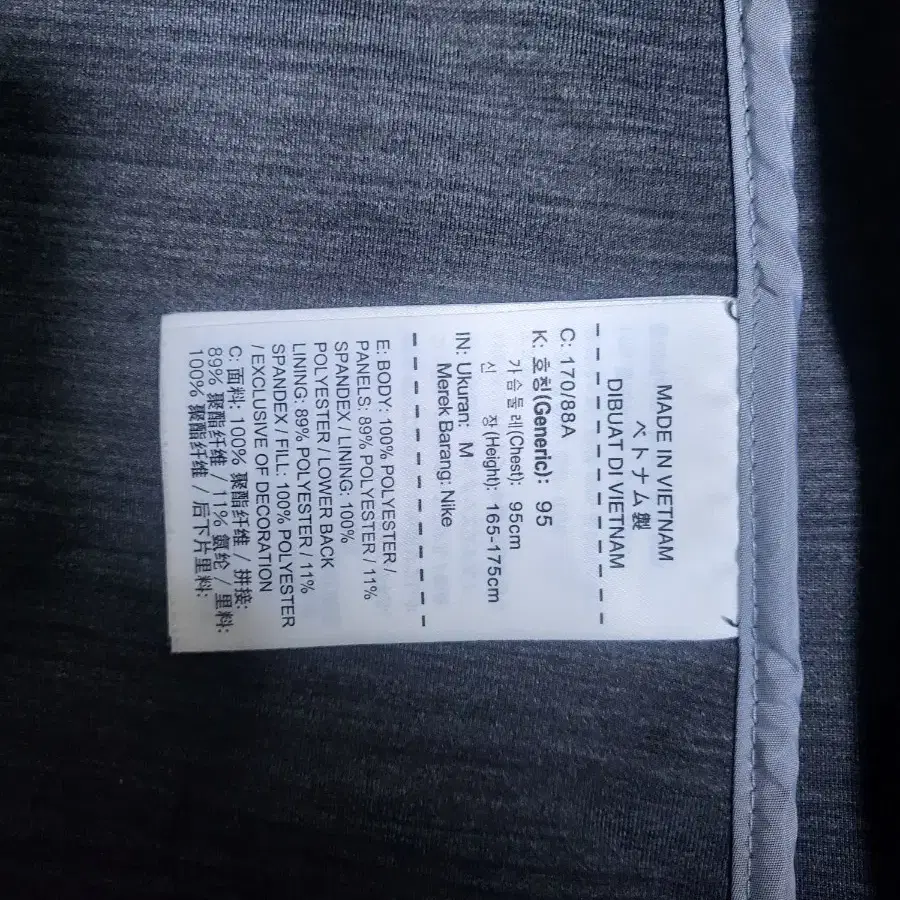 MADE IN VIETNAM
ベトナム製
DIBUAT DI VIETNAM
C: 170/88A
K: 호칭(Generic): 95
가슴둘레(Chest): 95cm
신 장(Height): 165-175cm
IN: Ukuran: M
Merek Barang: Nike
E: BODY: 100% POLYESTER /
PANELS: 89% POLYESTER / 11%
SPANDEX / LINING: 100%
POLYESTER / LOWER BACK
LINING: 89% POLYESTER / 11%
SPANDEX / FILL: 100% POLYESTER
/ EXCLUSIVE OF DECORATION
C: 面料: 100% 聚酯纤维 / 拼接:
89% 聚酯纤维 / 11% 氨纶 / 里料:
100% 聚酯纤维 / 后下片里料: